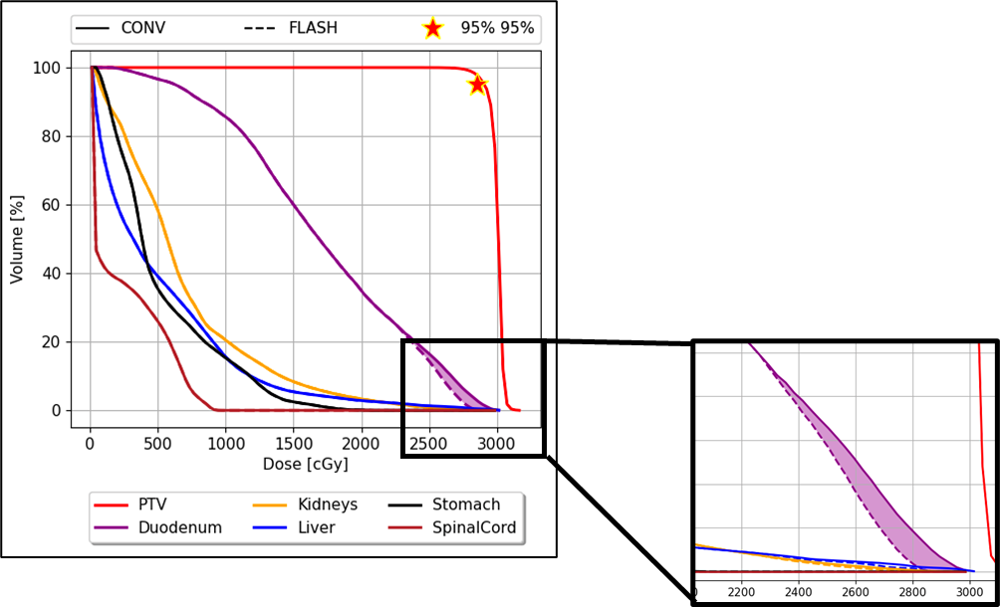 CONV FLASH 95% 95%
100
80
60
40
20
0
Volume [%]
0 500 1000 1500 2000 2500 3000
Dose [cGy]
PTV Kidneys Stomach
Duodenum Liver SpinalCord
2200 2400 2600 2800 3000